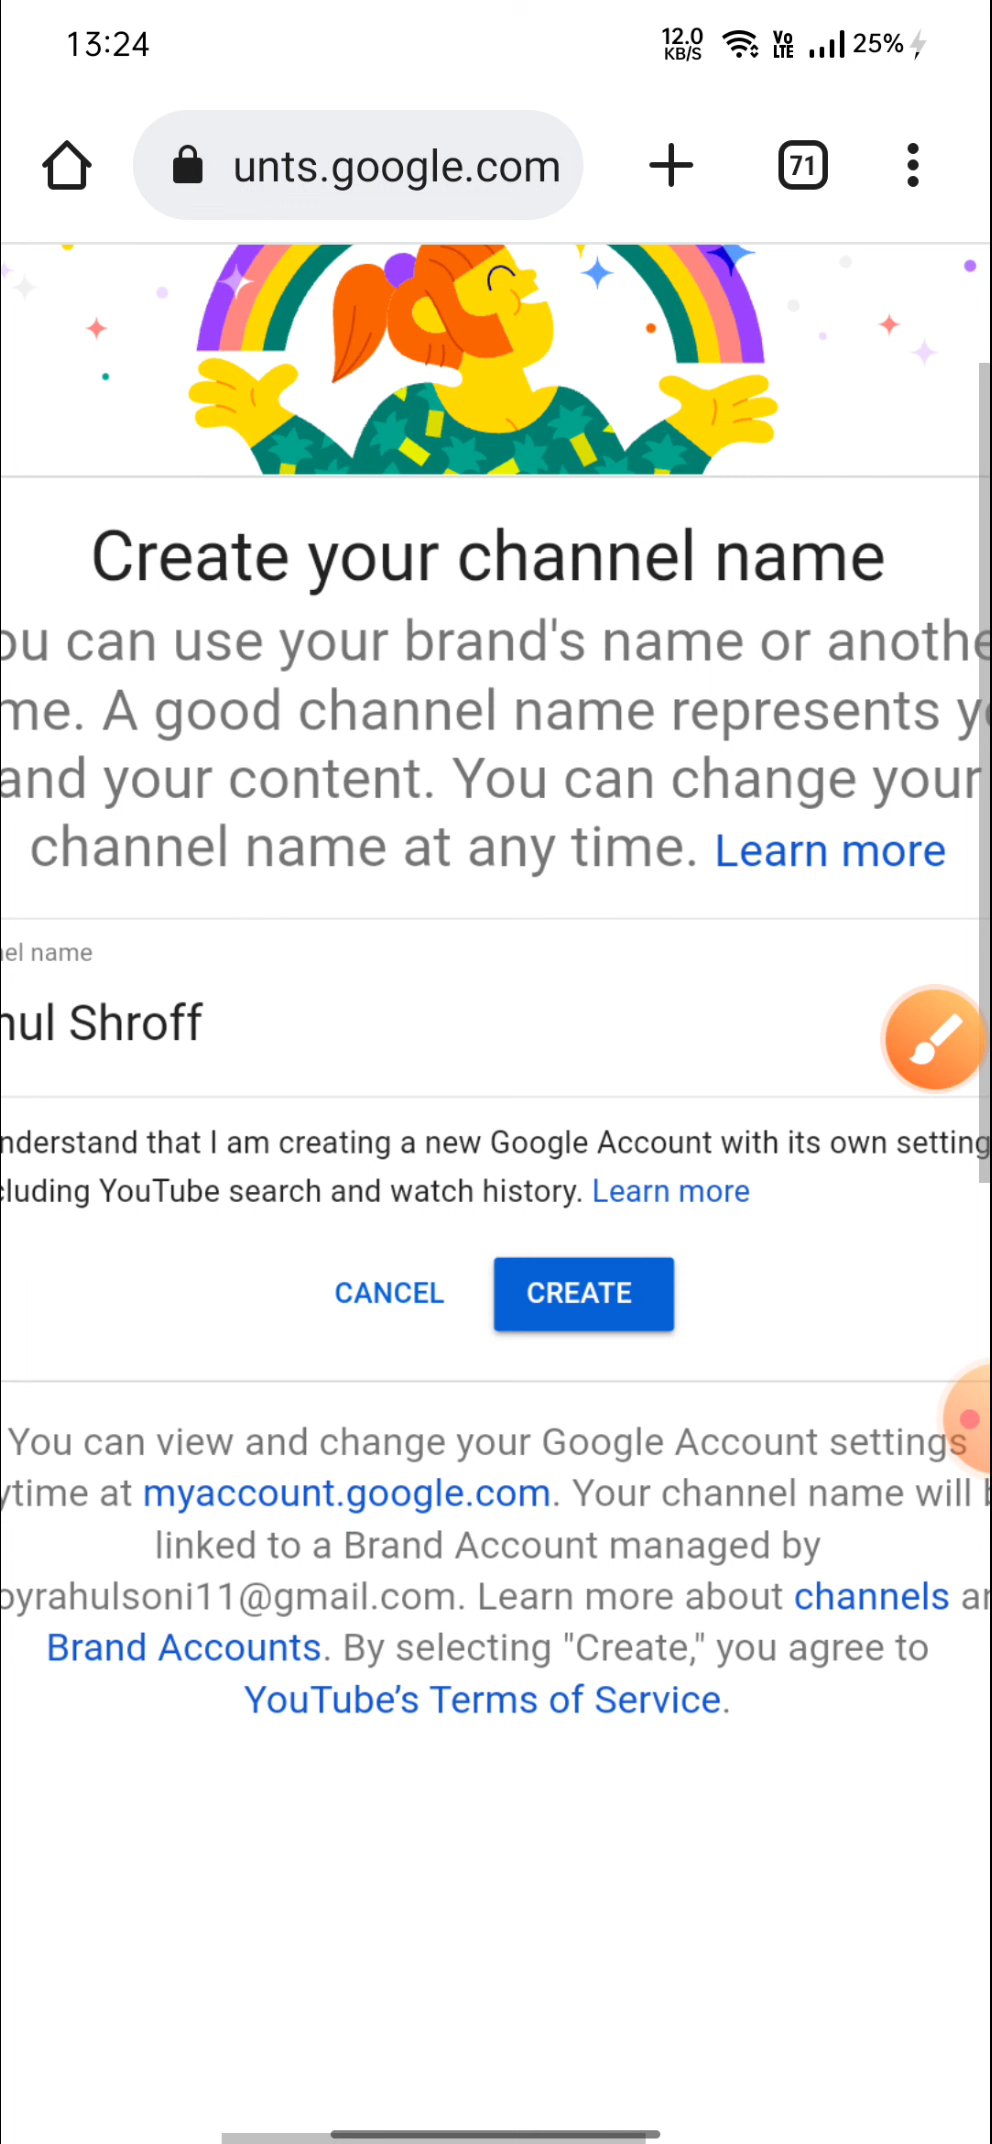 13:24 12.0 KB/S Vo LTE 25%
unts.google.com 71
Create your channel name
ou can use your brand's name or anothe
me. A good channel name represents y
and your content. You can change your
channel name at any time. Learn more
el name
hul Shroff
nderstand that I am creating a new Google Account with its own setting
cluding YouTube search and watch history. Learn more
CANCEL CREATE
You can view and change your Google Account settings
ytime at myaccount.google.com. Your channel name will b
linked to a Brand Account managed by
oyrahulsoni11@gmail.com. Learn more about channels an
Brand Accounts. By selecting "Create," you agree to
YouTube’s Terms of Service.